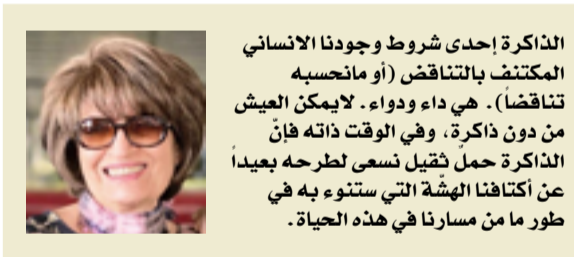 الذاكرة إحدى شروط وجودنا الانساني
المكتنف بالتناقض (أو مانحسبه
تناقضاً). هي داء ودواء. لايمكن العيش
من دون ذاكرة، وفي الوقت ذاته فإنّ
الذاكرة حملّ ثقيل نسعى لطرحه بعيداً
عن أكتافنا الهشّة التي ستنوء به في
طور ما من مسارنا في هذه الحياة.